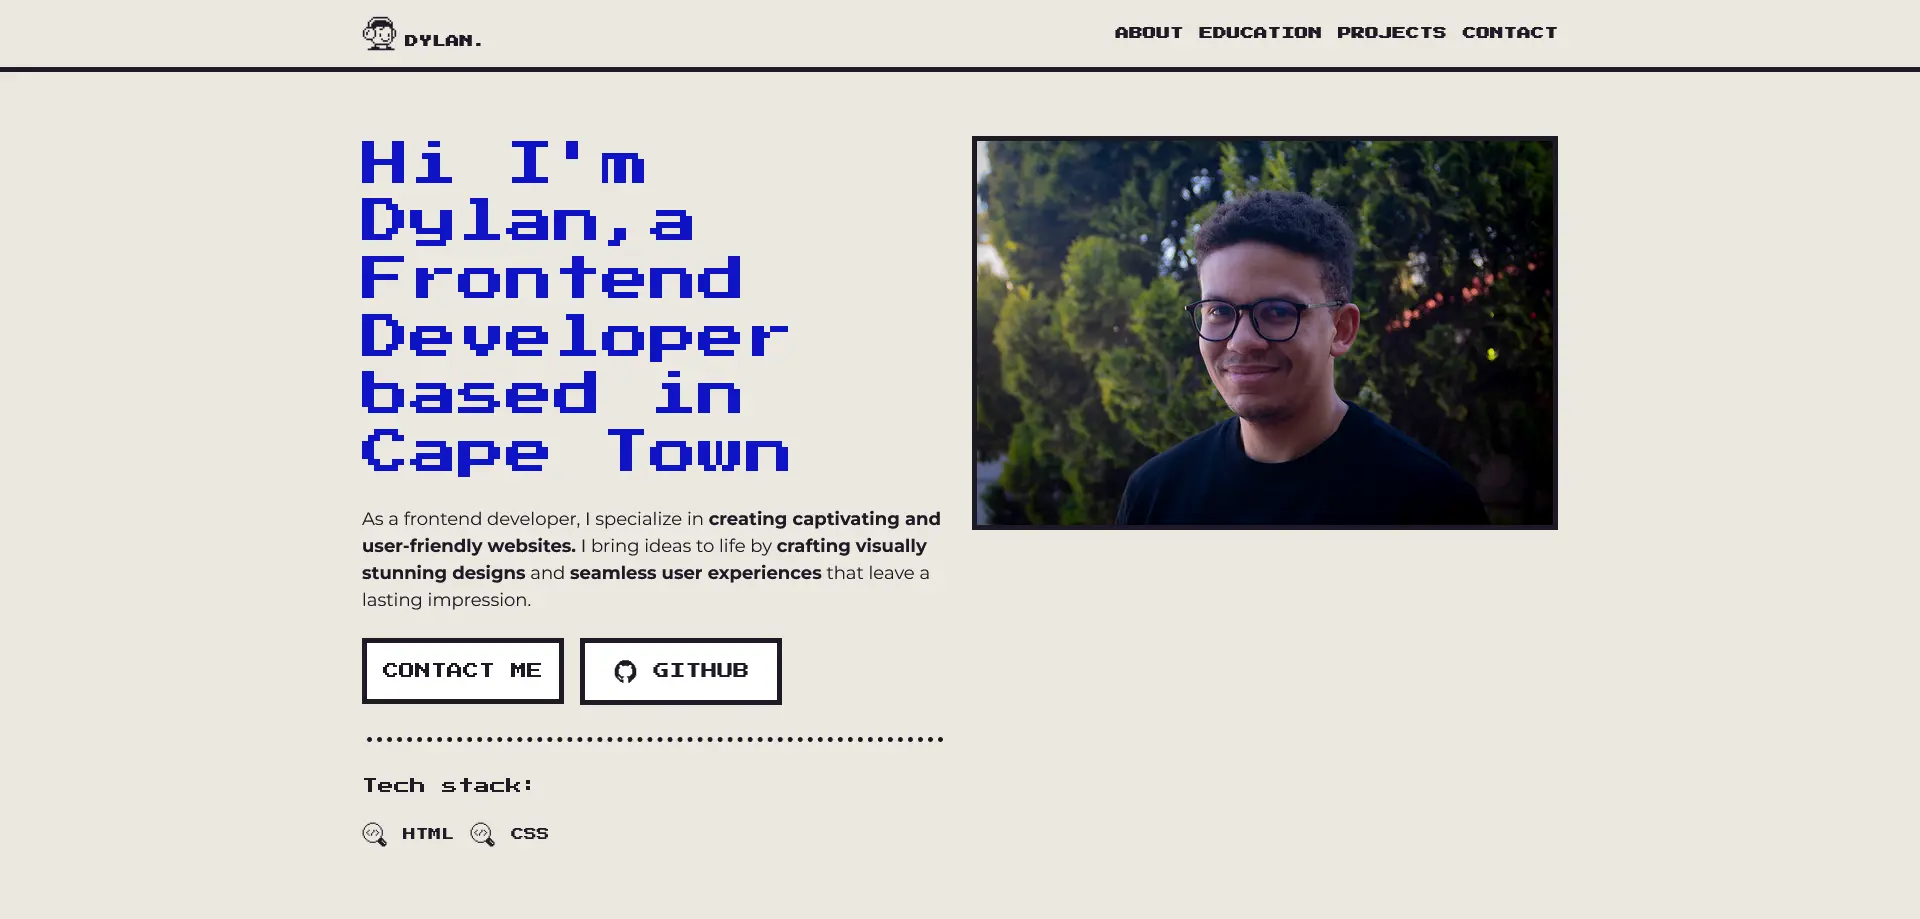 DYLAN.
ABOUT EDUCATION PROJECTS CONTACT
Hi I'm
Dylan,a
Frontend
Developer
based in
Cape Town
As a frontend developer, I specialize in creating captivating and
user-friendly websites. I bring ideas to life by crafting visually
stunning designs and seamless user experiences that leave a
lasting impression.
CONTACT ME
GITHUB
Tech stack:
HTML
CSS